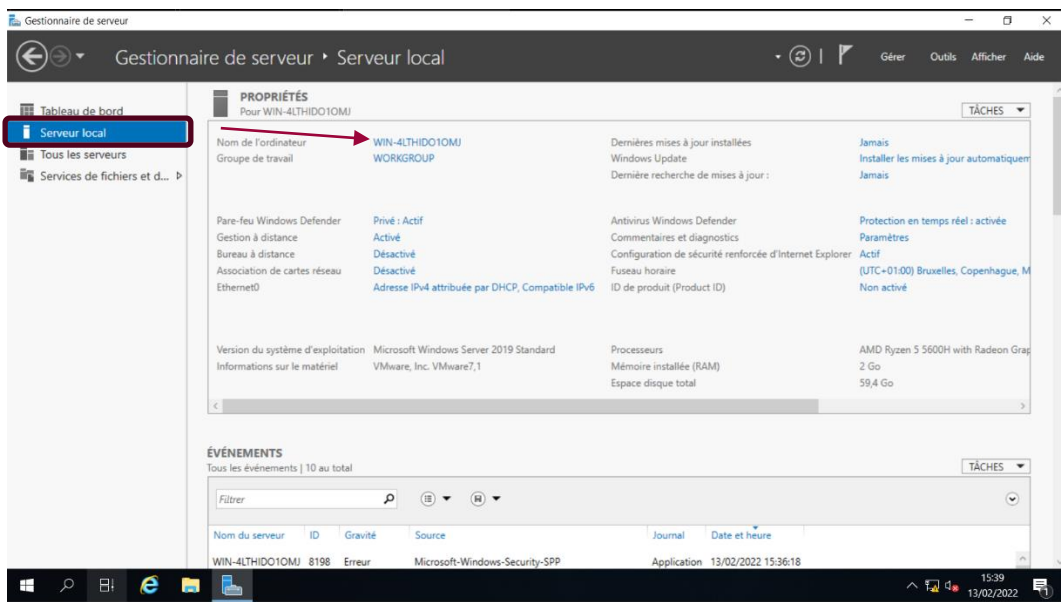 Gestionnaire de serveur
Gestionnaire de serveur ‣ Serveur local
Gérer Outils Afficher Aide
Tableau de bord
Serveur local
Tous les serveurs
Services de fichiers et d...
PROPRIÉTÉS
Pour WIN-4LTHIDO1OMJ
TÂCHES
Nom de l'ordinateur WIN-4LTHIDO1OMJ Dernières mises à jour installées Jamais
Groupe de travail WORKGROUP Windows Update Installer les mises à jour automatiquem
Dernière recherche de mises à jour : Jamais
Pare-feu Windows Defender Privé : Actif Antivirus Windows Defender Protection en temps réel : activée
Gestion à distance Activé Commentaires et diagnostics Paramètres
Bureau à distance Désactivé Configuration de sécurité renforcée d'Internet Explorer Actif
Association de cartes réseau Désactivé Fuseau horaire (UTC+01:00) Bruxelles, Copenhague, M
Ethernet0 Adresse IPv4 attribuée par DHCP, Compatible IPv6 ID de produit (Product ID) Non activé
Version du système d'exploitation Microsoft Windows Server 2019 Standard Processeurs AMD Ryzen 5 5600H with Radeon Grap
Informations sur le matériel VMware, Inc. VMware7,1 Mémoire installée (RAM) 2 Go
Espace disque total 59,4 Go
ÉVÉNEMENTS
Tous les événements | 10 au total
TÂCHES
Filtrer
Nom du serveur ID Gravité Source Journal Date et heure
WIN-4LTHIDO1OMJ 8198 Erreur Microsoft-Windows-Security-SPP Application 13/02/2022 15:36:18
15:39
13/02/2022